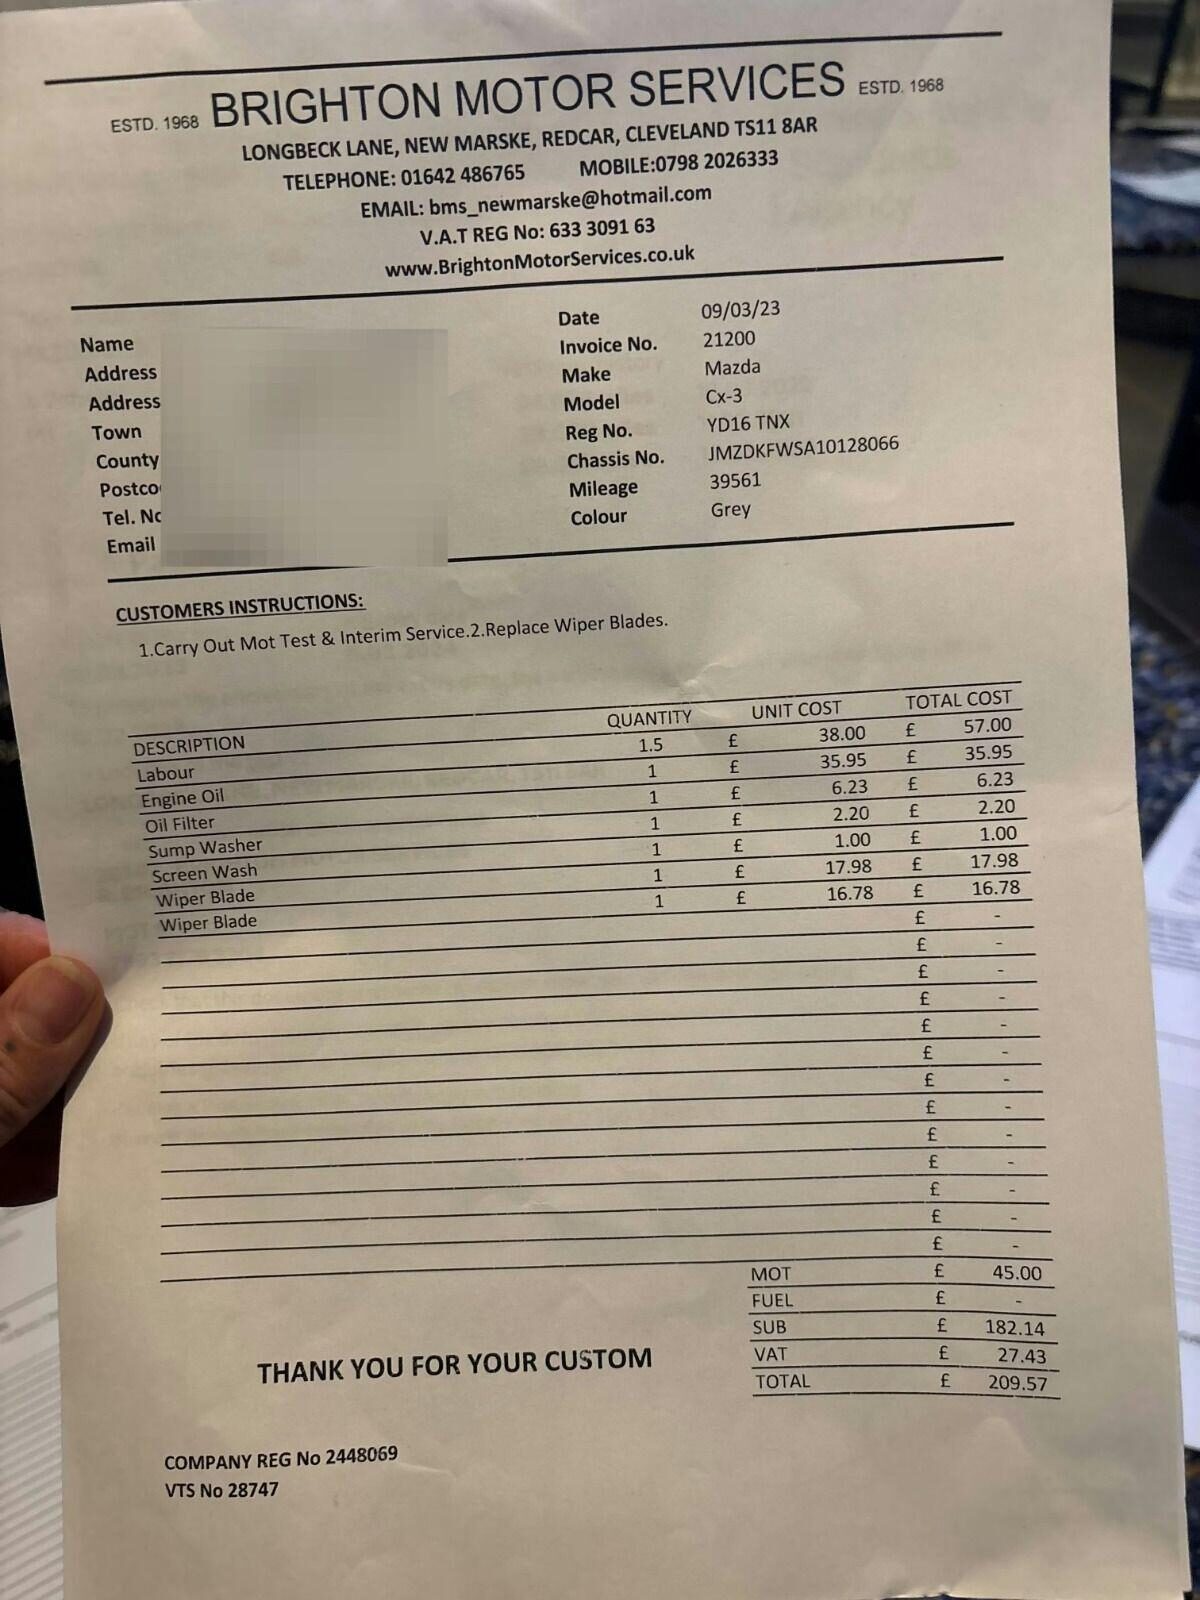 ESTD. 1968 BRIGHTON MOTOR SERVICES ESTD. 1968
LONGBECK LANE, NEW MARSKE, REDCAR, CLEVELAND TS11 8AR
TELEPHONE: 01642 486765 MOBILE:0798 2026333
EMAIL: bms_newmarske@hotmail.com
V.A.T REG No: 633 3091 63
www.BrightonMotorServices.co.uk
Name
Address
Address
Town
County
Postco
Tel. No
Email
Date 09/03/23
Invoice No. 21200
Make Mazda
Model Cx-3
Reg No. YD16 TNX
Chassis No. JMZDKFWSA10128066
Mileage 39561
Colour Grey
CUSTOMERS INSTRUCTIONS:
1.Carry Out Mot Test & Interim Service.2.Replace Wiper Blades.
DESCRIPTION QUANTITY UNIT COST TOTAL COST
Labour 1.5 £ 38.00 £ 57.00
Engine Oil 1 £ 35.95 £ 35.95
Oil Filter 1 £ 6.23 £ 6.23
Sump Washer 1 £ 2.20 £ 2.20
Screen Wash 1 £ 1.00 £ 1.00
Wiper Blade 1 £ 17.98 £ 17.98
Wiper Blade 1 £ 16.78 £ 16.78
£ -
£ -
£ -
£ -
£ -
£ -
£ -
£ -
£ -
£ -
£ -
£ -
£ -
MOT £ 45.00
FUEL £ -
SUB £ 182.14
VAT £ 27.43
TOTAL £ 209.57
THANK YOU FOR YOUR CUSTOM
COMPANY REG No 2448069
VTS No 28747